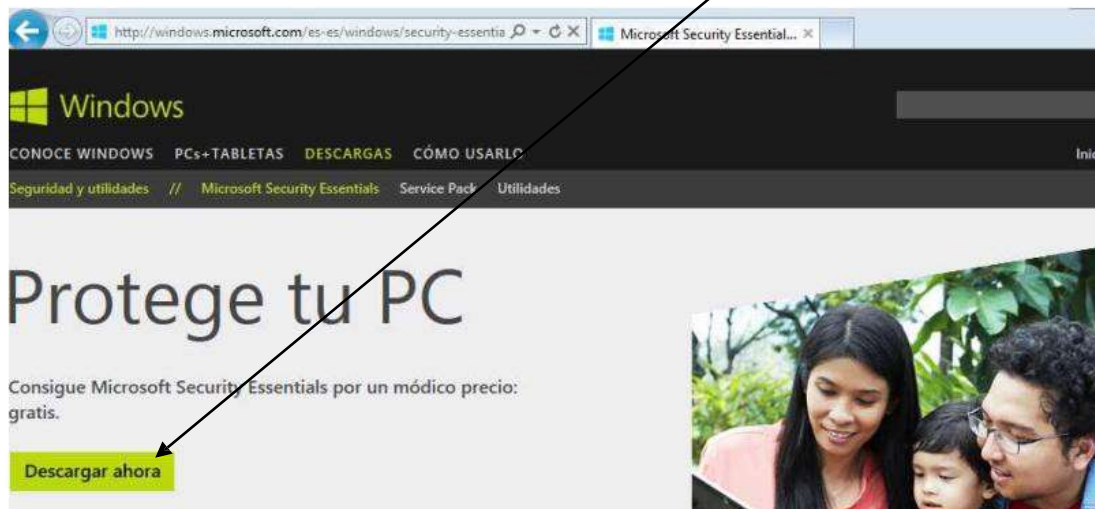 http://windows.microsoft.com/es-es/windows/security-essentia
Microsoft Security Essential...
Windows
CONOCE WINDOWS PCs+TABLETAS DESCARGAS CÓMO USARLO
Inic
Seguridad y utilidades // Microsoft Security Essentials Service Pack Utilidades
Protege tu PC
Consigue Microsoft Security Essentials por un módico precio:
gratis.
Descargar ahora